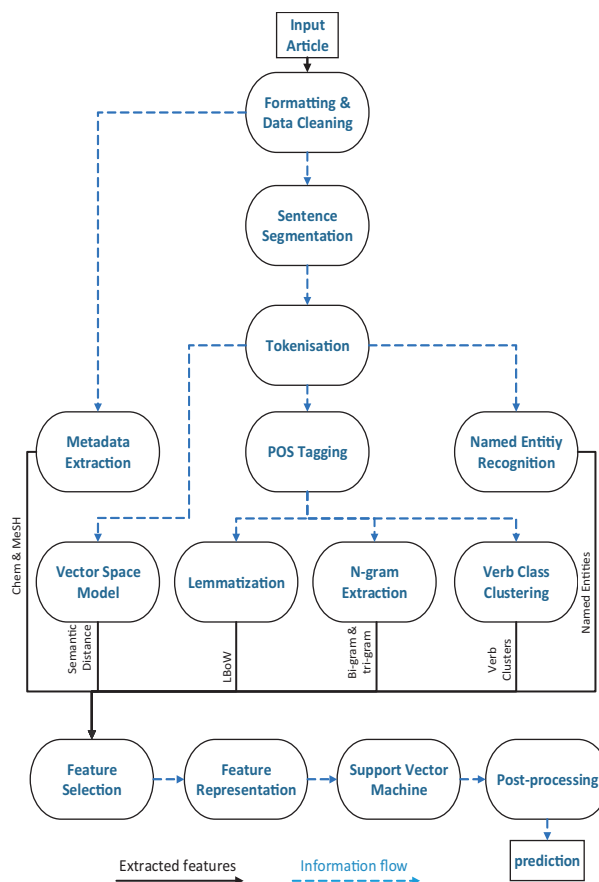 Input
Article
Formatting &
Data Cleaning
Sentence
Segmentation
Tokenisation
Metadata
Extraction
POS Tagging
Named Entitiy
Recognition
Chem & MeSH
Vector Space
Model
Lemmatization
N-gram
Extraction
Verb Class
Clustering
Named Entities
Semantic
Distance
LBoW
Bi-gram &
tri-gram
Verb
Clusters
Feature
Selection
Feature
Representation
Support Vector
Machine
Post-processing
prediction
Extracted features
Information flow